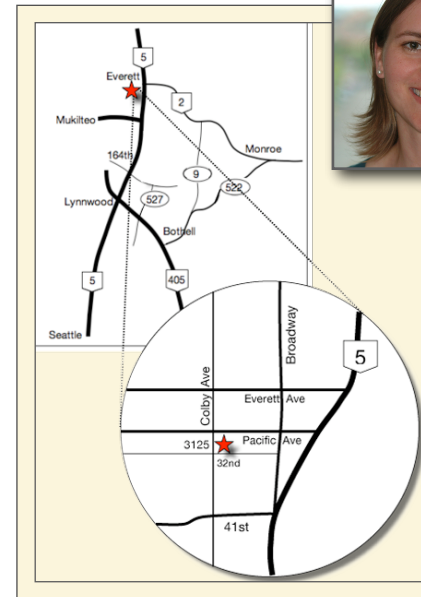 5
Everett
2
Mukilteo
Monroe
164th
9
522
527
Lynnwood
Bothell
5
405
Seattle
Broadway
5
Colby Ave
Everett Ave
Pacific Ave
3125
32nd
41st